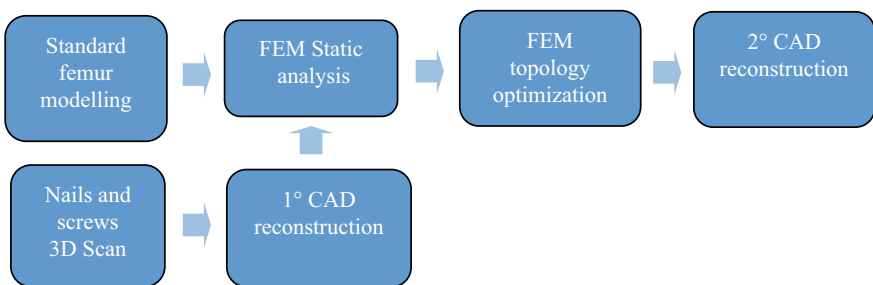 Standard
femur
modelling
FEM Static
analysis
FEM
topology
optimization
2° CAD
reconstruction
Nails and
screws
3D Scan
1° CAD
reconstruction